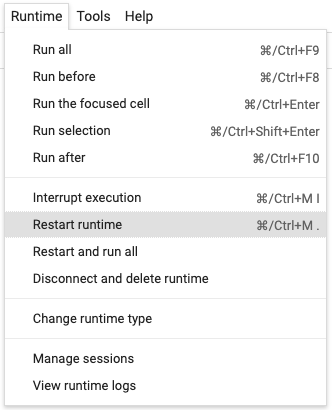 Runtime Tools Help
Run all ⌘/Ctrl+F9
Run before ⌘/Ctrl+F8
Run the focused cell ⌘/Ctrl+Enter
Run selection ⌘/Ctrl+Shift+Enter
Run after ⌘/Ctrl+F10
Interrupt execution ⌘/Ctrl+M I
Restart runtime ⌘/Ctrl+M .
Restart and run all
Disconnect and delete runtime
Change runtime type
Manage sessions
View runtime logs